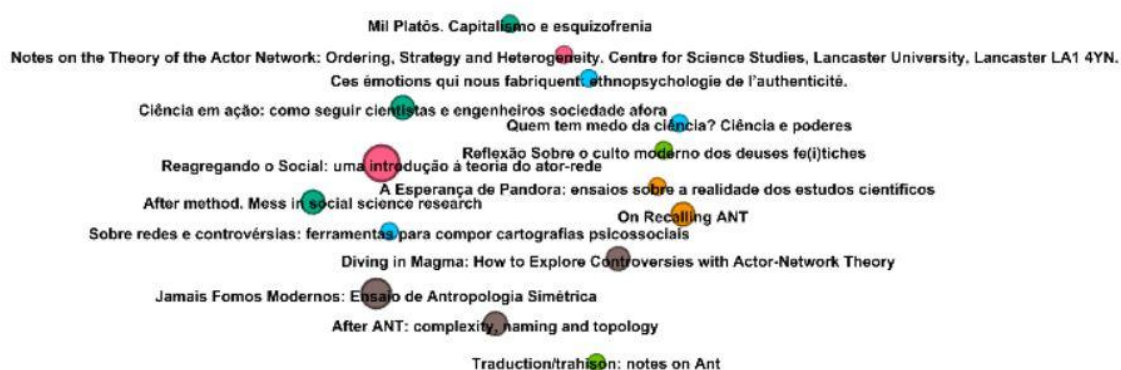 Mil Platôs. Capitalismo e esquizofrenia
Notes on the Theory of the Actor Network: Ordering, Strategy and Heterogeneity. Centre for Science Studies, Lancaster University, Lancaster LA1 4YN.
Ces émotions qui nous fabriquent: ethnopsychologie de l'authenticité.
Ciência em ação: como seguir cientistas e engenheiros sociedade afora
Quem tem medo da ciência? Ciência e poderes
Reflexão Sobre o culto moderno dos deuses fe(i)tiches
Reagregando o Social: uma introdução à teoria do ator-rede
A Esperança de Pandora: ensaios sobre a realidade dos estudos científicos
After method. Mess in social science research
On Recalling ANT
Sobre redes e controvérsias: ferramentas para compor cartografias psicossociais
Diving in Magma: How to Explore Controversies with Actor-Network Theory
Jamais Fomos Modernos: Ensaio de Antropologia Simétrica
After ANT: complexity, naming and topology
Traduction/trahison: notes on Ant